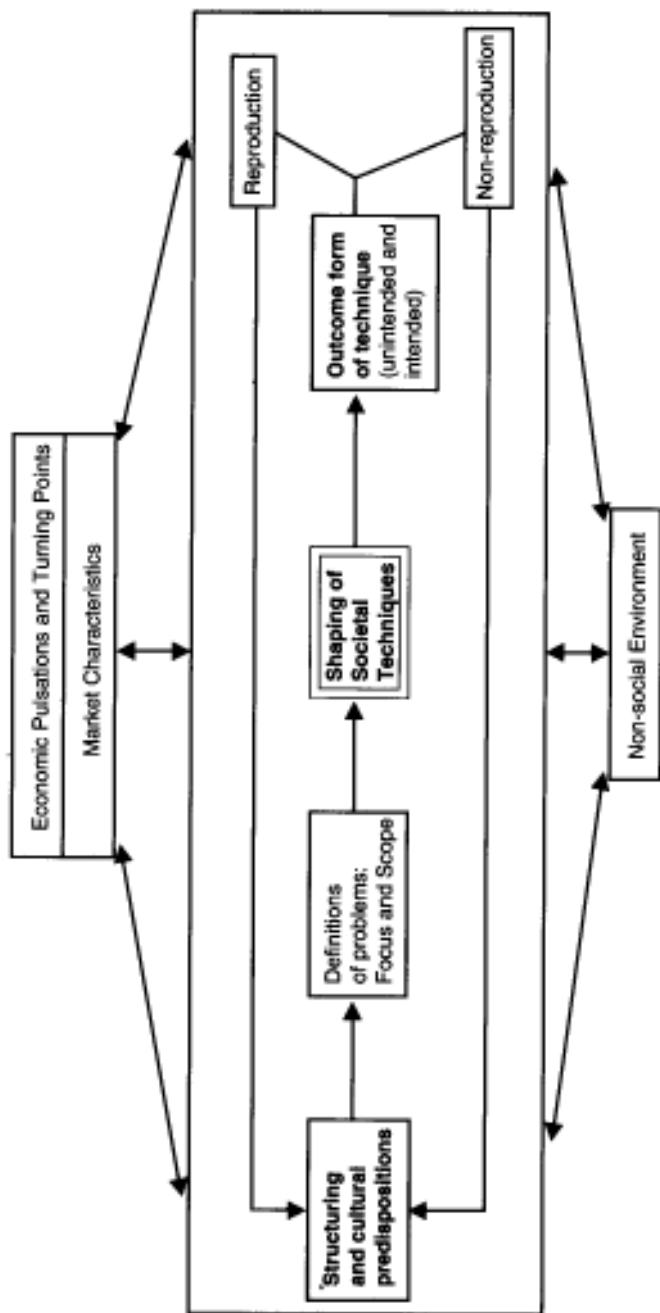 Economic Pulsations and Turning Points
Market Characteristics
Reproduction
'Structuring
and cultural
predispositions
Definitions
of problems:
Focus and Scope
Shaping of
Societal
Techniques
Outcome form
of technique
(unintended and
intended)
Non-reproduction
Non-social Environment